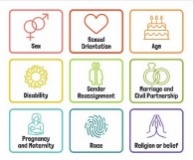 Sex
Sexual
Orientation
Age
Disability
Gender
Reassignment
Marriage and
Civil Partnership
Pregnancy
and Maternity
Race
Religion or belief